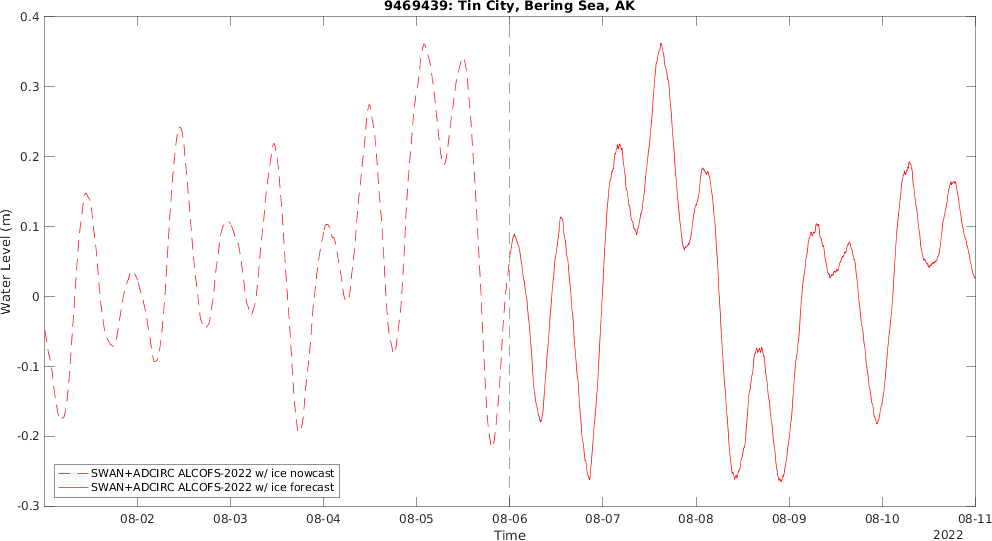 9469439: Tin City, Bering Sea, AK
0.4
0.3
0.2
0.1
0
-0.1
-0.2
-0.3
Water Level (m)
SWAN+ADCIRC ALCOFS-2022 w/ ice nowcast
SWAN+ADCIRC ALCOFS-2022 w/ ice forecast
08-02 08-03 08-04 08-05 08-06 08-07 08-08 08-09 08-10 08-11
Time
2022